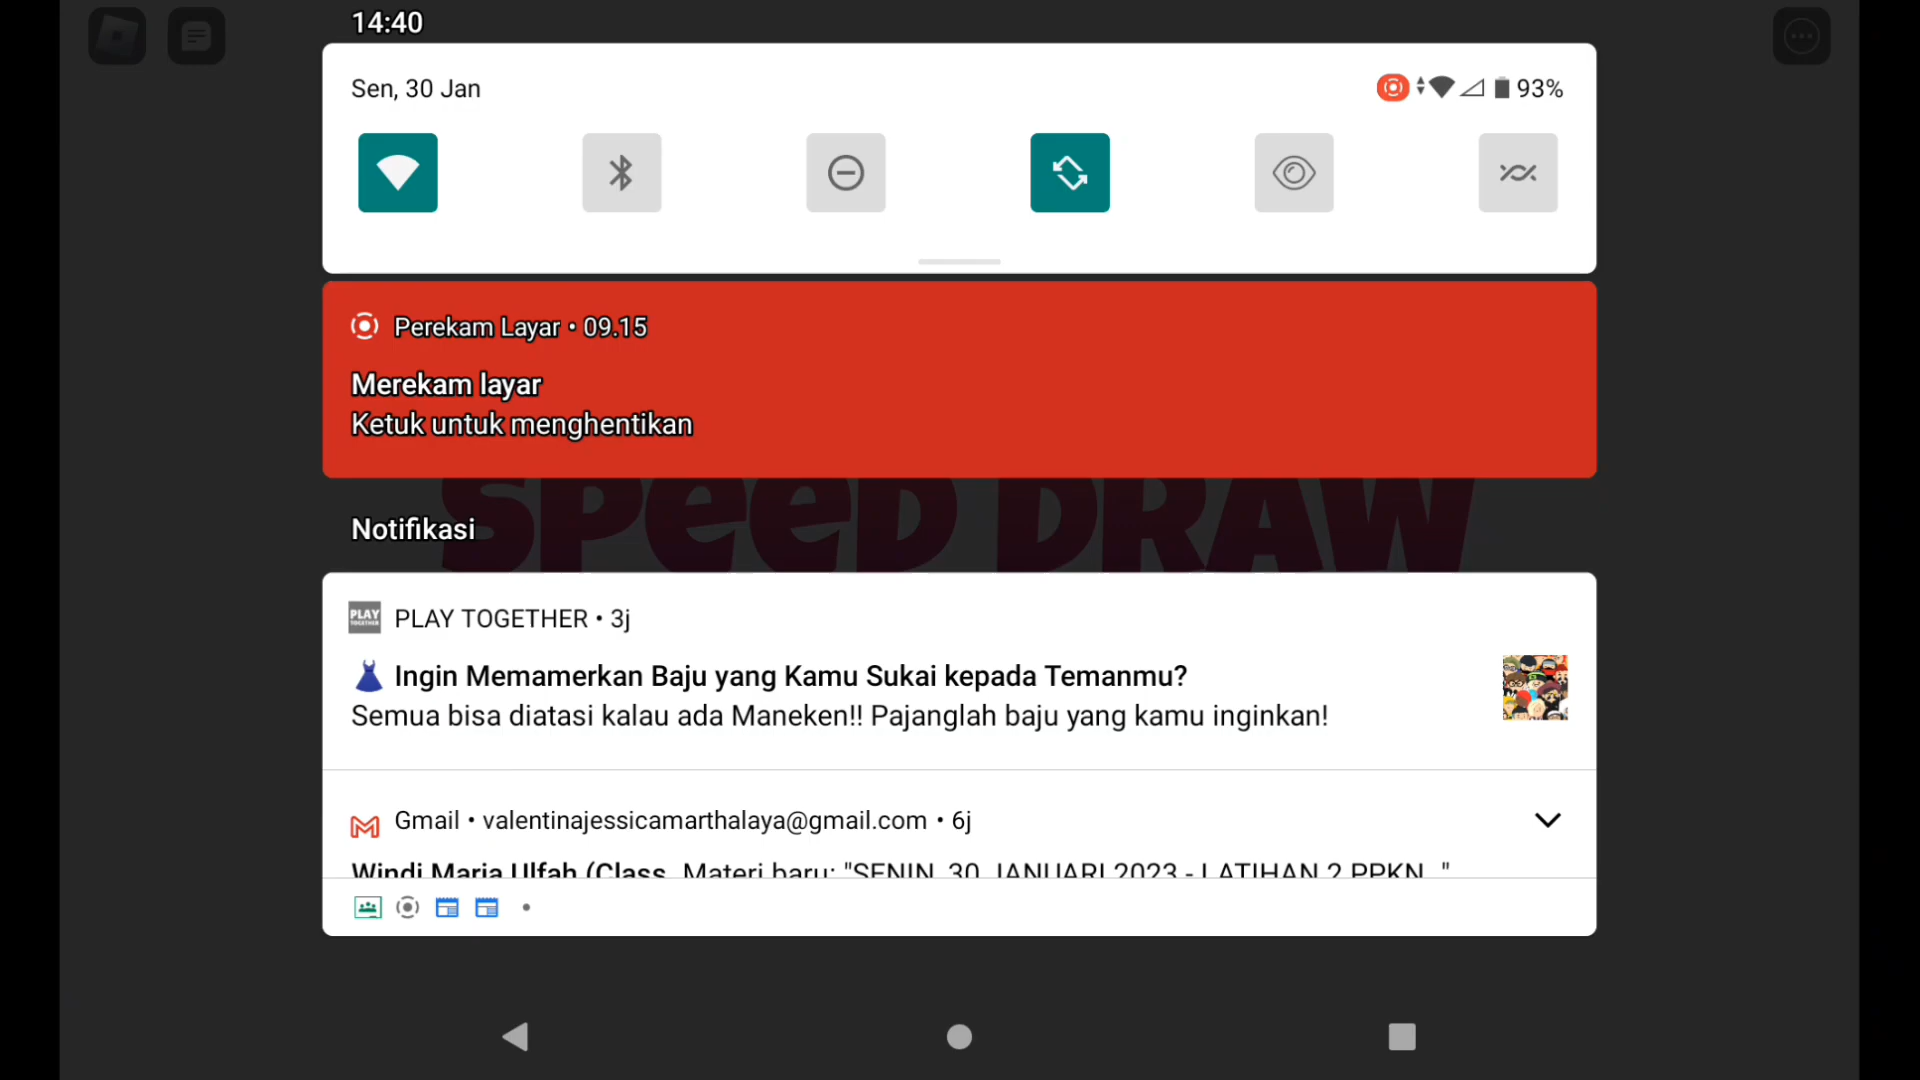 14:40
Sen, 30 Jan
93%
Perekam Layar • 09.15
Merekam layar
Ketuk untuk menghentikan
SPEED DRAW
Notifikasi
PLAY TOGETHER
PLAY TOGETHER • 3j
Ingin Memamerkan Baju yang Kamu Sukai kepada Temanmu?
Semua bisa diatasi kalau ada Maneken!! Pajanglah baju yang kamu inginkan!
Gmail • valentinajessicamarthalaya@gmail.com • 6j
Windi Maria Ulfah (Class. Materi baru: "SENIN, 30 JANUARI 2023 - LATIHAN 2 PPKN..."